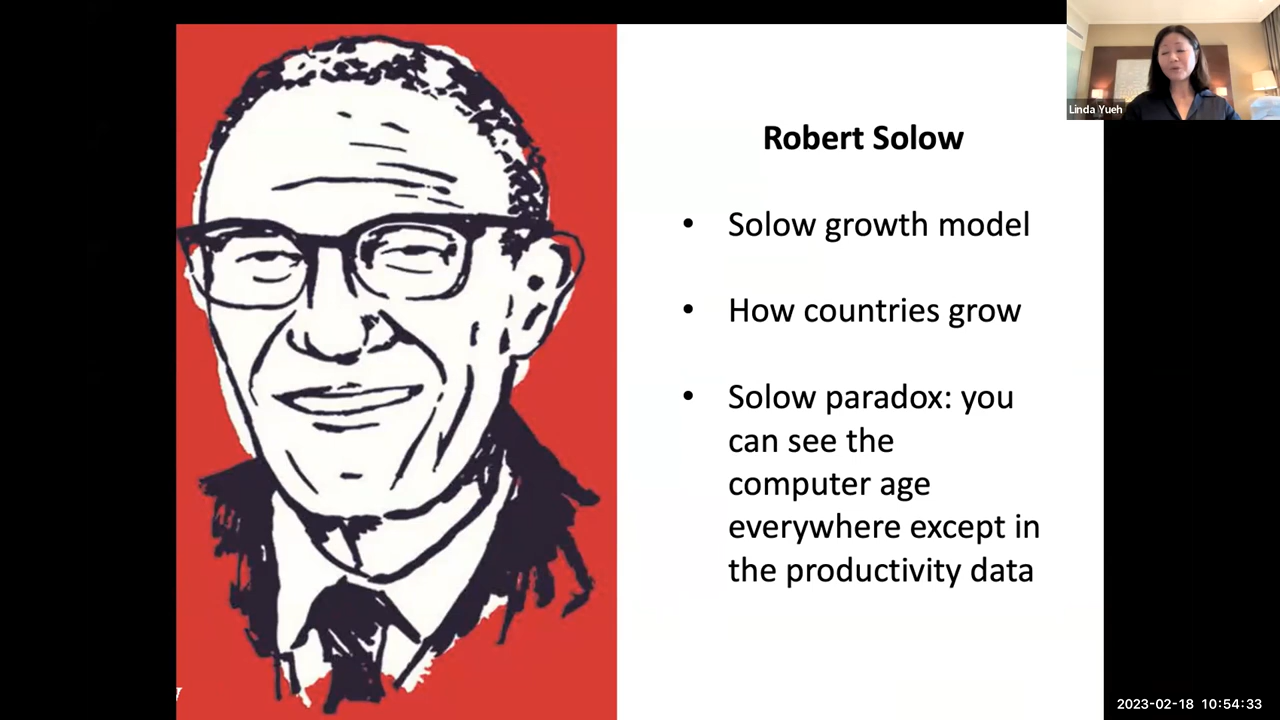 Linda Yueh
Robert Solow
• Solow growth model
• How countries grow
• Solow paradox: you
can see the
computer age
everywhere except in
the productivity data
2023-02-18 10:54:33